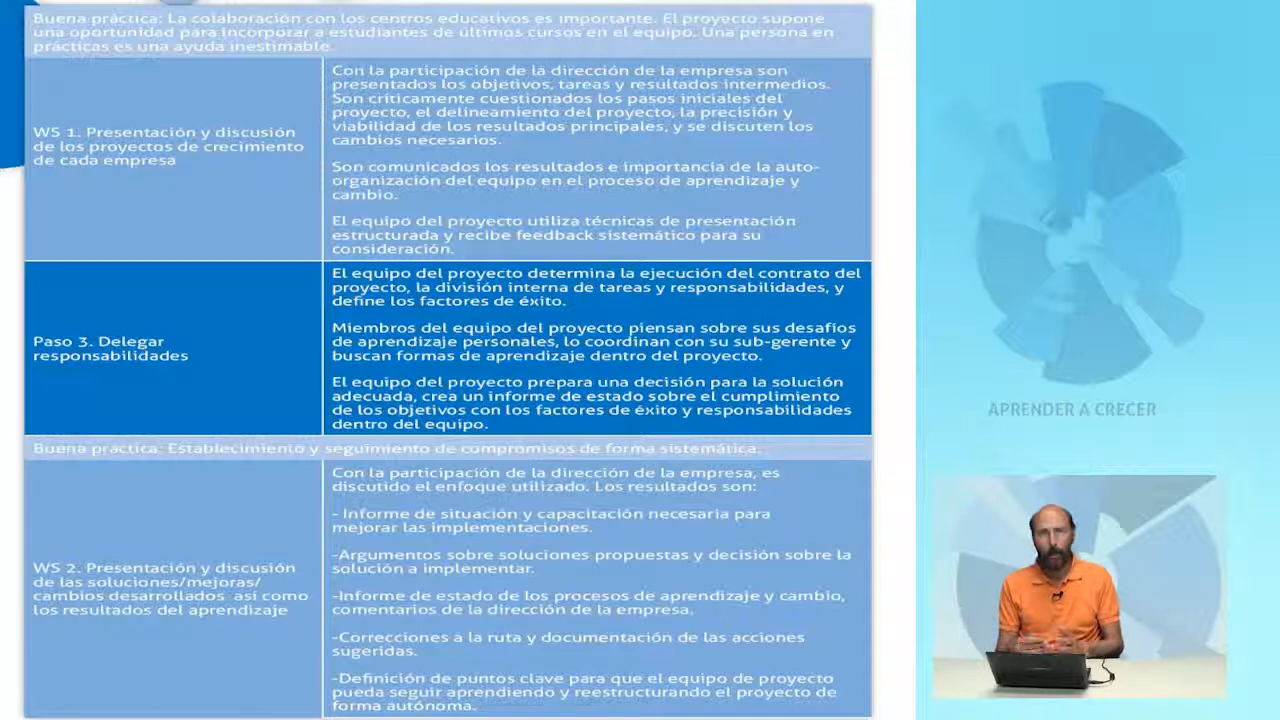 Buena práctica: La colaboración con los centros educativos es importante. El proyecto supone
una oportunidad para incorporar a estudiantes de últimos cursos en el equipo. Una persona en
prácticas es una ayuda inestimable.
WS 1. Presentación y discusión
de los proyectos de crecimiento
de cada empresa
Con la participación de la dirección de la empresa son
presentados los objetivos, tareas y resultados intermedios.
Son críticamente cuestionados los pasos iniciales del
proyecto, el delineamiento del proyecto, la precisión y
viabilidad de los resultados principales, y se discuten los
cambios necesarios.
Son comunicados los resultados e importancia de la auto-
organización del equipo en el proceso de aprendizaje y
cambio.
El equipo del proyecto utiliza técnicas de presentación
estructurada y recibe feedback sistemático para su
consideración.
Paso 3. Delegar
responsabilidades
El equipo del proyecto determina la ejecución del contrato del
proyecto, la división interna de tareas y responsabilidades, y
define los factores de éxito.
Miembros del equipo del proyecto piensan sobre sus desafíos
de aprendizaje personales, lo coordinan con su sub-gerente y
buscan formas de aprendizaje dentro del proyecto.
El equipo del proyecto prepara una decisión para la solución
adecuada, crea un informe de estado sobre el cumplimiento
de los objetivos con los factores de éxito y responsabilidades
dentro del equipo.
Buena práctica: Establecimiento y seguimiento de compromisos de forma sistemática.
WS 2. Presentación y discusión
de las soluciones/mejoras/
cambios desarrollados así como
los resultados del aprendizaje
Con la participación de la dirección de la empresa, es
discutido el enfoque utilizado. Los resultados son:
- Informe de situación y capacitación necesaria para
mejorar las implementaciones.
-Argumentos sobre soluciones propuestas y decisión sobre la
solución a implementar.
-Informe de estado de los procesos de aprendizaje y cambio,
comentarios de la dirección de la empresa.
-Correcciones a la ruta y documentación de las acciones
sugeridas.
-Definición de puntos clave para que el equipo de proyecto
pueda seguir aprendiendo y reestructurando el proyecto de
forma autónoma.
APRENDER A CRECER